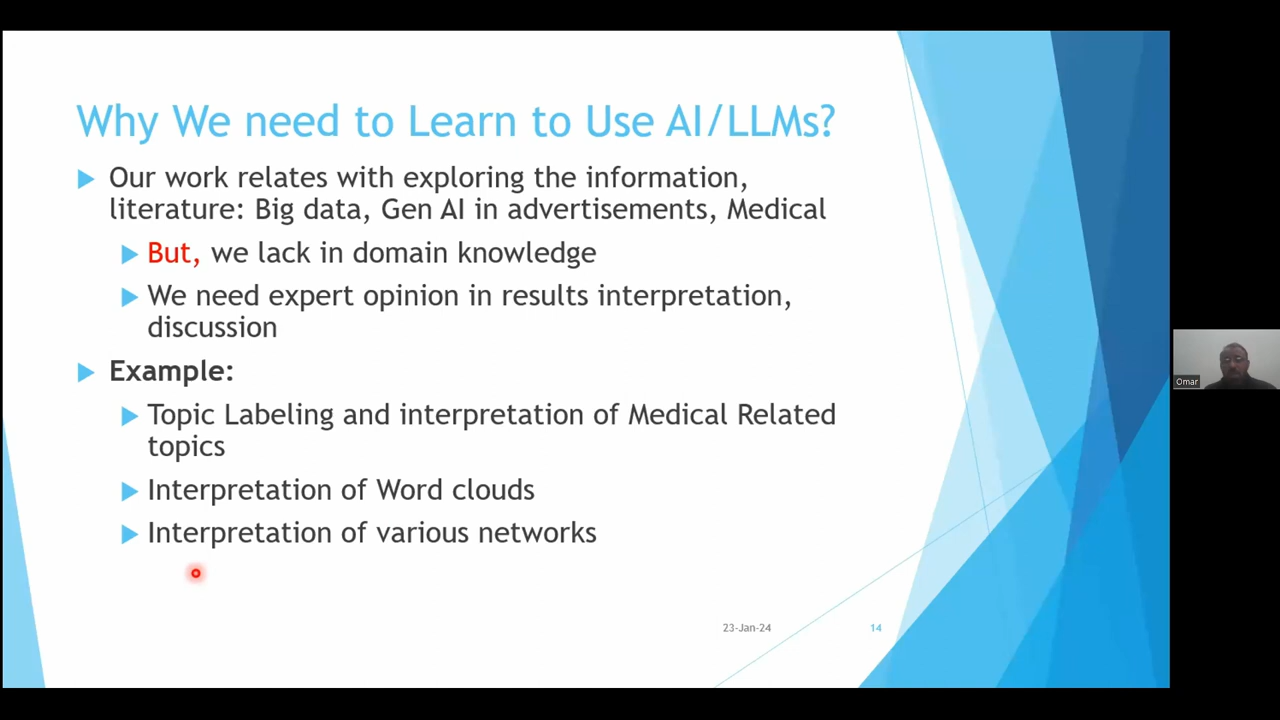 Why We need to Learn to Use AI/LLMs?
Our work relates with exploring the information,
literature: Big data, Gen AI in advertisements, Medical
But, we lack in domain knowledge
We need expert opinion in results interpretation,
discussion
Example:
Topic Labeling and interpretation of Medical Related
topics
Interpretation of Word clouds
Interpretation of various networks
23-Jan-24
14
Omar